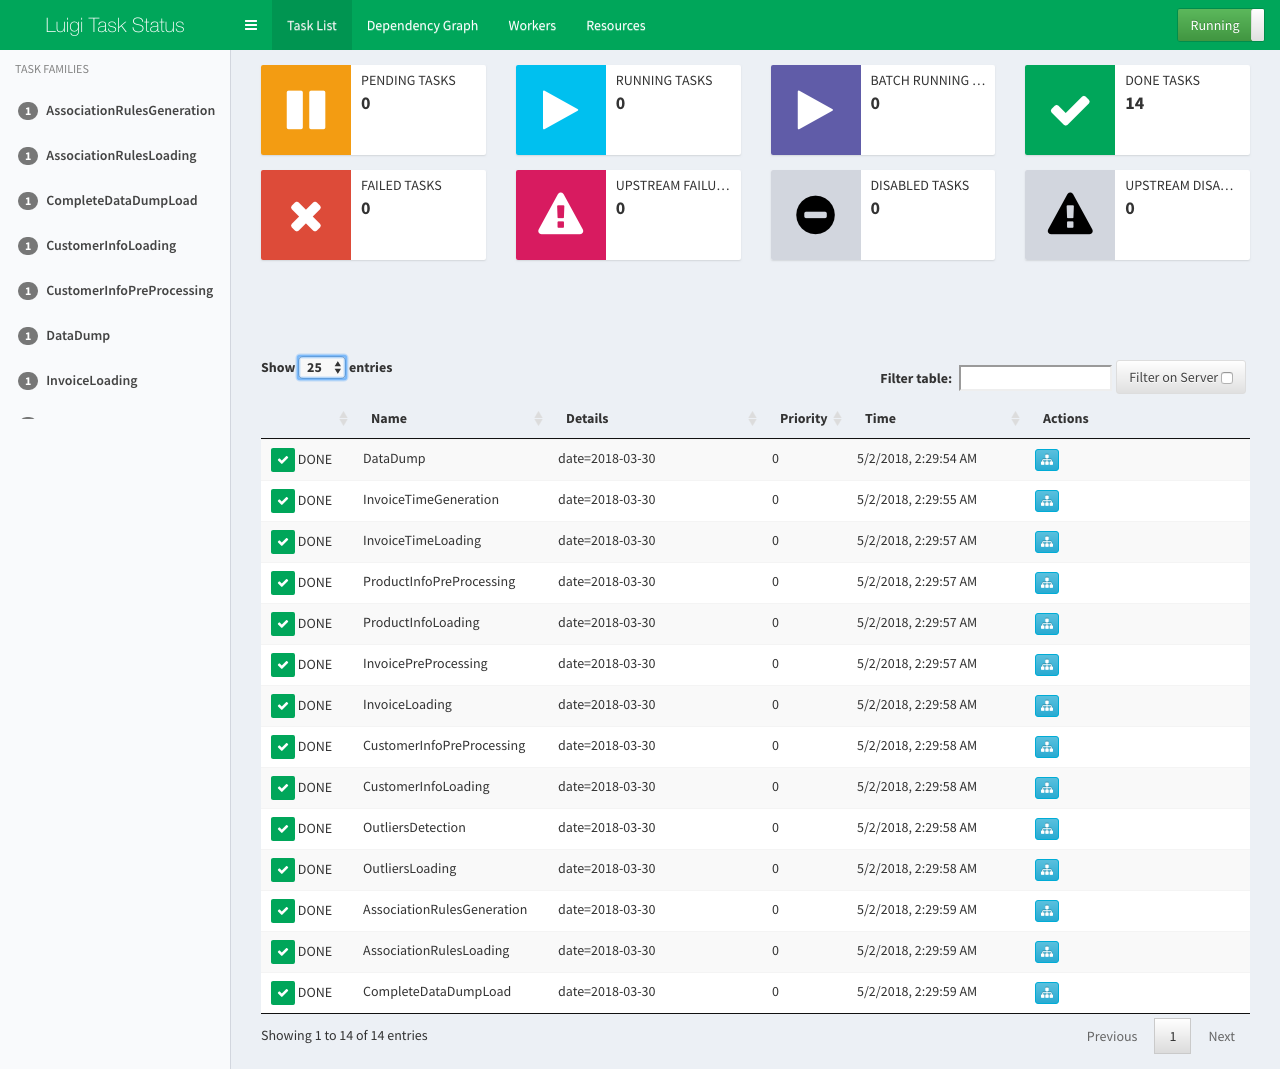 Luigi Task Status
Task List Dependency Graph Workers Resources Running
TASK FAMILIES
1 AssociationRulesGeneration
1 AssociationRulesLoading
1 CompleteDataDumpLoad
1 CustomerInfoLoading
1 CustomerInfoPreProcessing
1 DataDump
1 InvoiceLoading
PENDING TASKS
0
RUNNING TASKS
0
BATCH RUNNING ...
0
DONE TASKS
14
FAILED TASKS
0
UPSTREAM FAILU...
0
DISABLED TASKS
0
UPSTREAM DISA...
0
Show 25 entries
Filter table: Filter on Server
Name Details Priority Time Actions
DONE DataDump date=2018-03-30 0 5/2/2018, 2:29:54 AM
DONE InvoiceTimeGeneration date=2018-03-30 0 5/2/2018, 2:29:55 AM
DONE InvoiceTimeLoading date=2018-03-30 0 5/2/2018, 2:29:57 AM
DONE ProductInfoPreProcessing date=2018-03-30 0 5/2/2018, 2:29:57 AM
DONE ProductInfoLoading date=2018-03-30 0 5/2/2018, 2:29:57 AM
DONE InvoicePreProcessing date=2018-03-30 0 5/2/2018, 2:29:57 AM
DONE InvoiceLoading date=2018-03-30 0 5/2/2018, 2:29:58 AM
DONE CustomerInfoPreProcessing date=2018-03-30 0 5/2/2018, 2:29:58 AM
DONE CustomerInfoLoading date=2018-03-30 0 5/2/2018, 2:29:58 AM
DONE OutliersDetection date=2018-03-30 0 5/2/2018, 2:29:58 AM
DONE OutliersLoading date=2018-03-30 0 5/2/2018, 2:29:58 AM
DONE AssociationRulesGeneration date=2018-03-30 0 5/2/2018, 2:29:59 AM
DONE AssociationRulesLoading date=2018-03-30 0 5/2/2018, 2:29:59 AM
DONE CompleteDataDumpLoad date=2018-03-30 0 5/2/2018, 2:29:59 AM
Showing 1 to 14 of 14 entries
Previous 1 Next